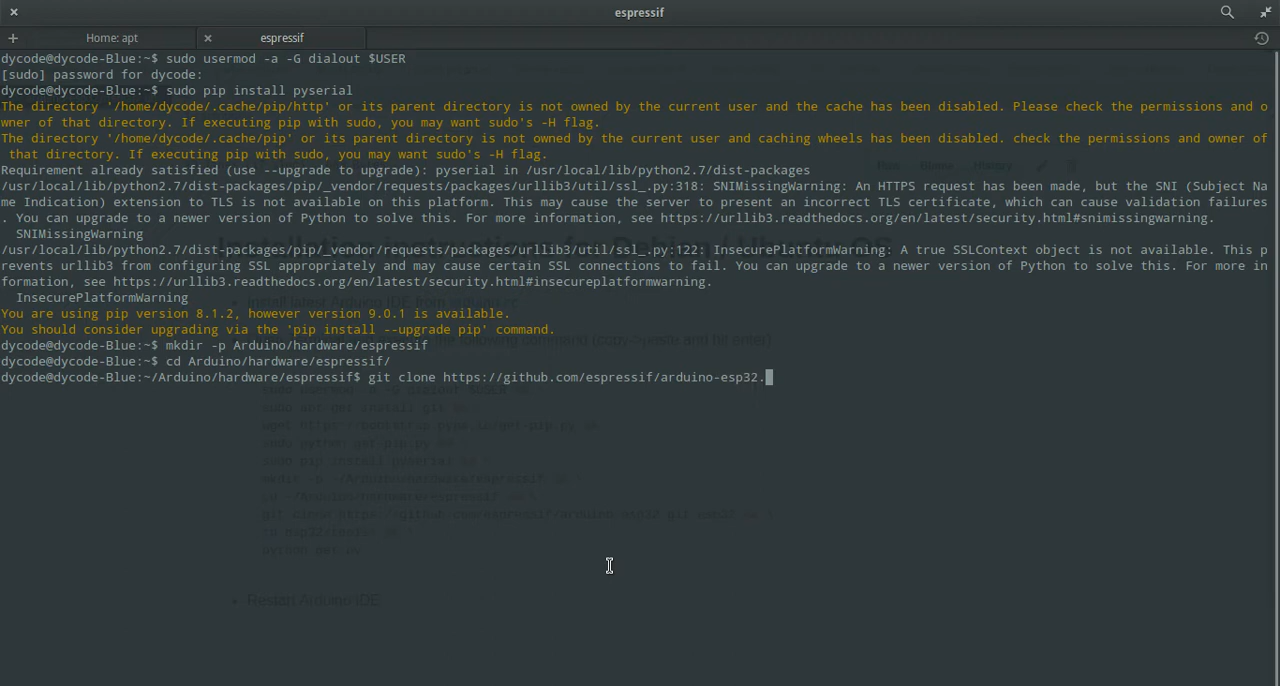 espressif
Home: apt
espressif
dycode@dycode-Blue:~$ sudo usermod -a -G dialout $USER
[sudo] password for dycode:
dycode@dycode-Blue:~$ sudo pip install pyserial
The directory '/home/dycode/.cache/pip/http' or its parent directory is not owned by the current user and the cache has been disabled. Please check the permissions and o
wner of that directory. If executing pip with sudo, you may want sudo's -H flag.
The directory '/home/dycode/.cache/pip' or its parent directory is not owned by the current user and caching wheels has been disabled. check the permissions and owner of
 that directory. If executing pip with sudo, you may want sudo's -H flag.
Requirement already satisfied (use --upgrade to upgrade): pyserial in /usr/local/lib/python2.7/dist-packages
/usr/local/lib/python2.7/dist-packages/pip/_vendor/requests/packages/urllib3/util/ssl_.py:318: SNIMissingWarning: An HTTPS request has been made, but the SNI (Subject Na
me Indication) extension to TLS is not available on this platform. This may cause the server to present an incorrect TLS certificate, which can cause validation failures
. You can upgrade to a newer version of Python to solve this. For more information, see https://urllib3.readthedocs.org/en/latest/security.html#snimissingwarning.
  SNIMissingWarning
/usr/local/lib/python2.7/dist-packages/pip/_vendor/requests/packages/urllib3/util/ssl_.py:122: InsecurePlatformWarning: A true SSLContext object is not available. This p
revents urllib3 from configuring SSL appropriately and may cause certain SSL connections to fail. You can upgrade to a newer version of Python to solve this. For more in
formation, see https://urllib3.readthedocs.org/en/latest/security.html#insecureplatformwarning.
  InsecurePlatformWarning
You are using pip version 8.1.2, however version 9.0.1 is available.
You should consider upgrading via the 'pip install --upgrade pip' command.
dycode@dycode-Blue:~$ mkdir -p Arduino/hardware/espressif
dycode@dycode-Blue:~$ cd Arduino/hardware/espressif/
dycode@dycode-Blue:~/Arduino/hardware/espressif$ git clone https://github.com/espressif/arduino-esp32.
Installation instructions for Debian / Ubuntu OS
Restart Arduino IDE